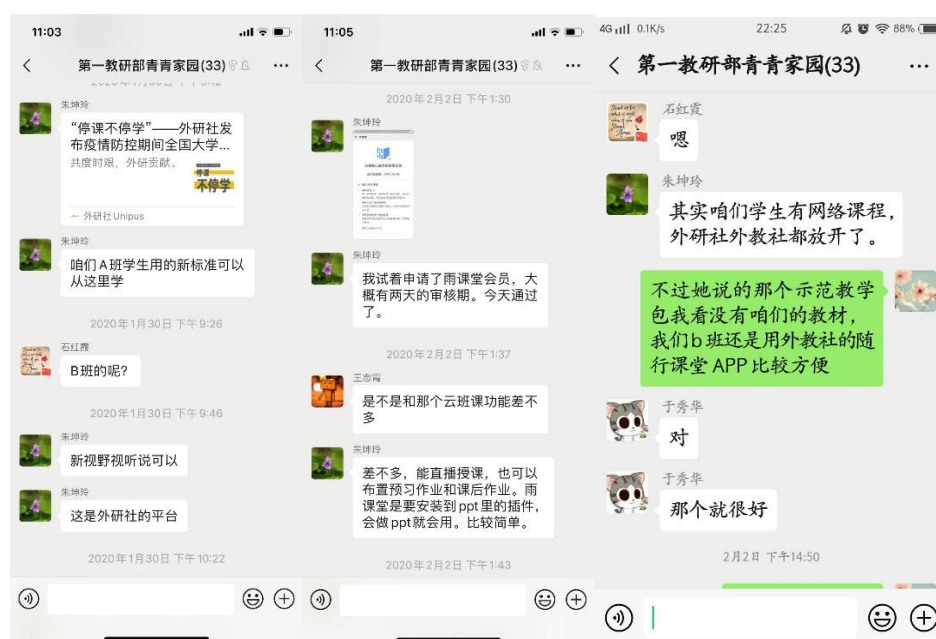 11:03
第一教研部青青家园(33)
朱坤玲
“停课不停学”——外研社发
布疫情防控期间全国大学...
共度时艰，外研贡献。
停课
不停学
外研社Unipus
朱坤玲
咱们A班学生用的新标准可以
从这里学
2020年1月30日 下午9:26
石红霞
B班的呢?
2020年1月30日 下午9:46
朱坤玲
新视野视听说可以
朱坤玲
这是外研社的平台
2020年1月30日 下午10:22
11:05
第一教研部青青家园(33)
2020年2月2日 下午1:30
朱坤玲
朱坤玲
我试着申请了雨课堂会员，大
概有两天的审核期。今天通过
了。
2020年2月2日 下午1:37
王志霞
是不是和那个云班课功能差不
多
朱坤玲
差不多，能直播授课，也可以
布置预习作业和课后作业。雨
课堂是要安装到ppt里的插件，
会做ppt就会用。比较简单。
2020年2月2日 下午1:43
4G 0.1K/s
22:25
88%
第一教研部青青家园(33)
石红霞
嗯
朱坤玲
其实咱们学生有网络课程，
外研社外教社都放开了。
不过她说的那个示范教学
包我看没有咱们的教材，
我们b班还是用外教社的随
行课堂APP比较方便
于秀华
对
于秀华
那个就很好
2月2日 下午14:50